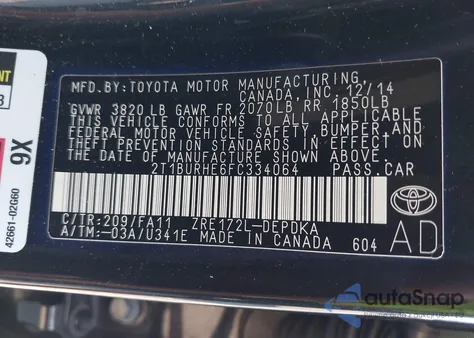 MFD.BY:TOYOTA MOTOR MANUFACTURING,
CANADA, INC. 12/14
GVWR 3820 LB GAWR FR 2070LB RR 1850LB
THIS VEHICLE CONFORMS TO ALL APPLICABLE
FEDERAL MOTOR VEHICLE SAFETY, BUMPER, AND
THEFT PREVENTION STANDARDS IN EFFECT ON
THE DATE OF MANUFACTURE SHOWN ABOVE.
2T1BURHE6FC334064 PASS.CAR
C/TR:209/FA11 ZRE172L-DEPDKA
A/TM:-03A/U341E MADE IN CANADA 604
AD
X6
42661-02G60
autoSnap